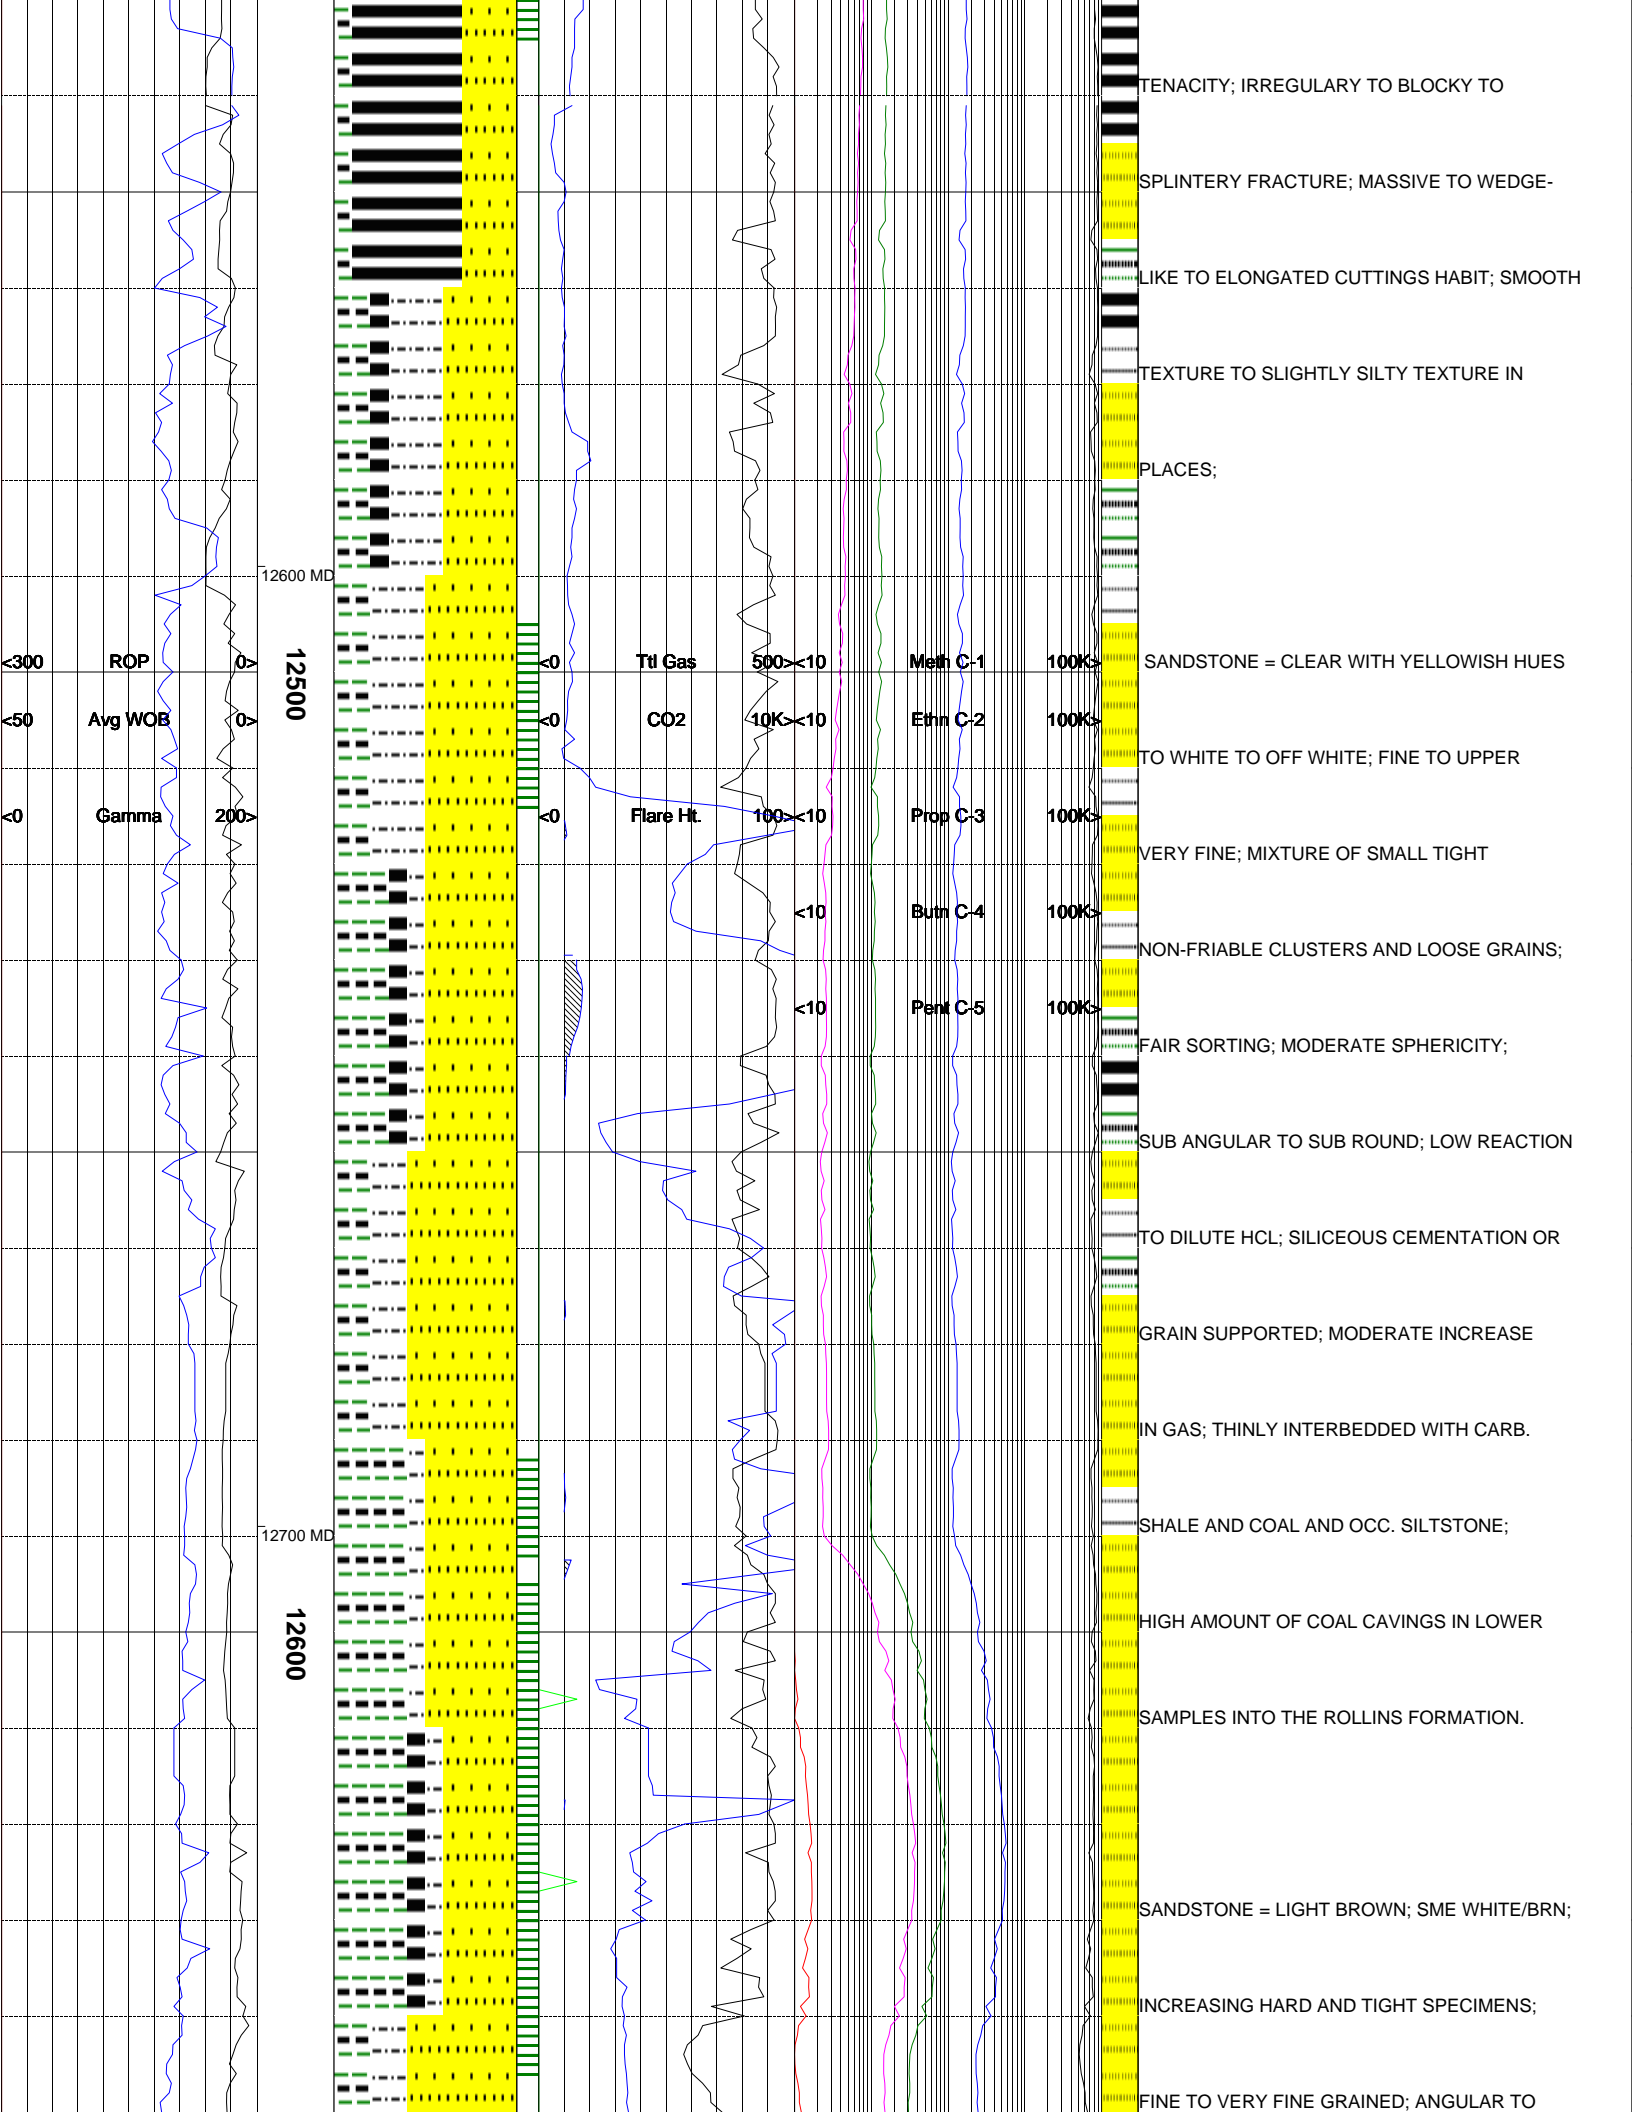 TENACITY; IRREGULARY TO BLOCKY TO
SPLINTERY FRACTURE; MASSIVE TO WEDGE-
LIKE TO ELONGATED CUTTINGS HABIT; SMOOTH
TEXTURE TO SLIGHTLY SILTY TEXTURE IN
PLACES;
12600 MD
<300 ROP 0> 12500 <0 Ttl Gas 500> <10 Meth C-1 100K> SANDSTONE = CLEAR WITH YELLOWISH HUES
<50 Avg WOB 0> <0 CO2 10K> <10 Ethn C-2 100K>
TO WHITE TO OFF WHITE; FINE TO UPPER
<0 Gamma 200> <0 Flare Ht. 100> <10 Prop C-3 100K>
VERY FINE; MIXTURE OF SMALL TIGHT
<10 Butn C-4 100K>
NON-FRIABLE CLUSTERS AND LOOSE GRAINS;
<10 Pent C-5 100K>
FAIR SORTING; MODERATE SPHERICITY;
SUB ANGULAR TO SUB ROUND; LOW REACTION
TO DILUTE HCL; SILICEOUS CEMENTATION OR
GRAIN SUPPORTED; MODERATE INCREASE
IN GAS; THINLY INTERBEDDED WITH CARB.
SHALE AND COAL AND OCC. SILTSTONE;
12700 MD
HIGH AMOUNT OF COAL CAVINGS IN LOWER
12600
SAMPLES INTO THE ROLLINS FORMATION.
SANDSTONE = LIGHT BROWN; SME WHITE/BRN;
INCREASING HARD AND TIGHT SPECIMENS;
FINE TO VERY FINE GRAINED; ANGULAR TO